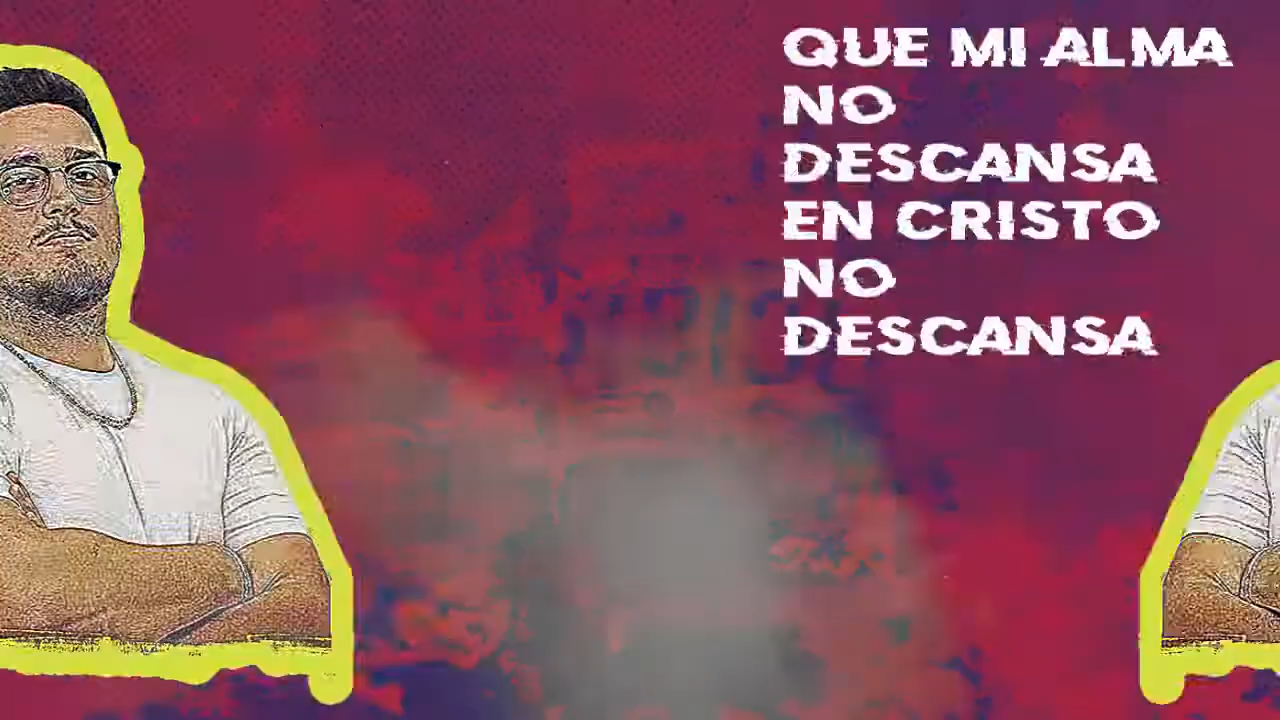 QUE MI ALMA
NO
DESCANSA
EN CRISTO
NO
DESCANSA